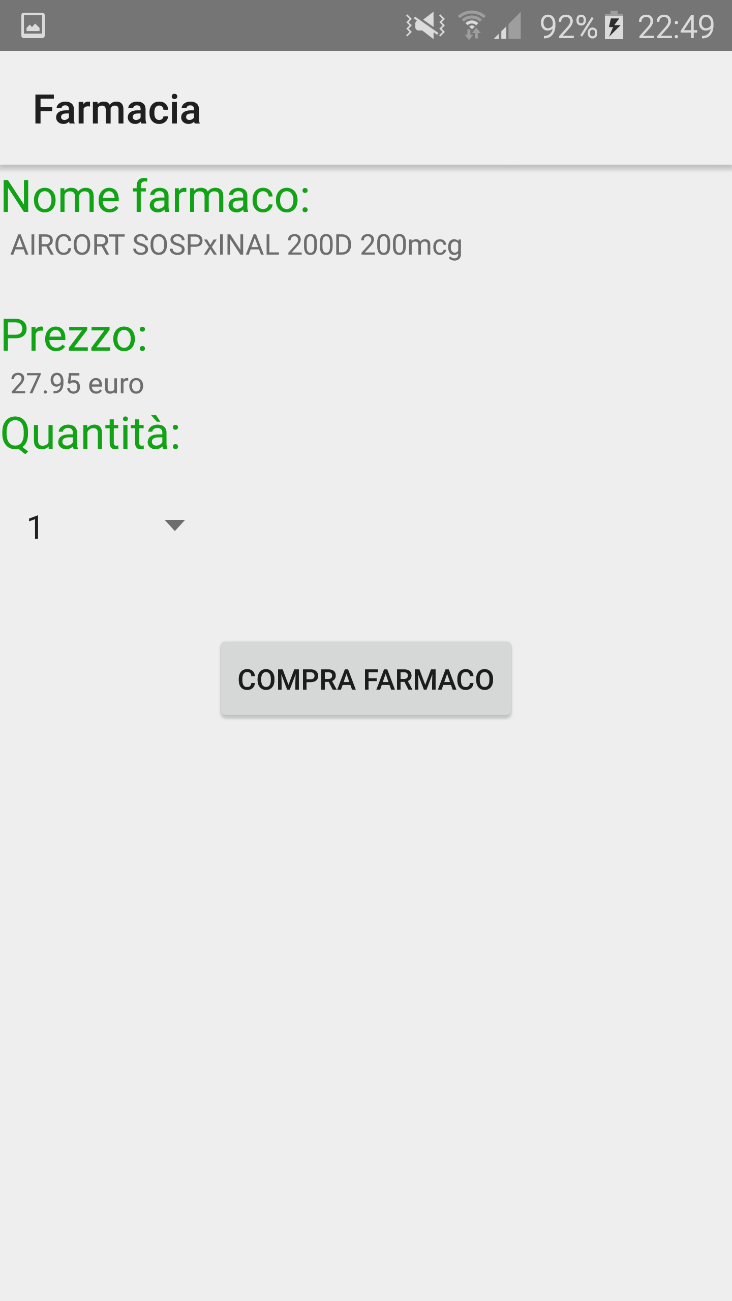 92% 22:49
Farmacia
Nome farmaco:
AIRCORT SOSPxINAL 200D 200mcg
Prezzo:
27.95 euro
Quantità:
1
COMPRA FARMACO